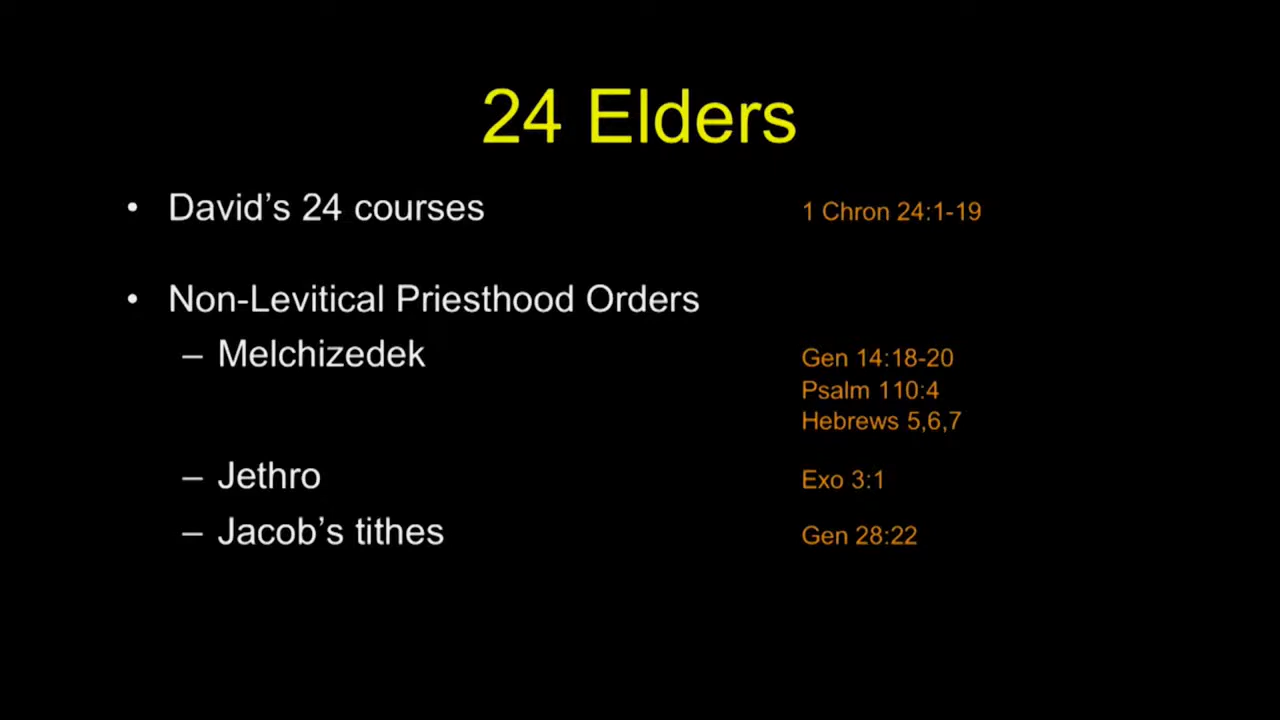 24 Elders
• David’s 24 courses 1 Chron 24:1-19
• Non-Levitical Priesthood Orders
– Melchizedek Gen 14:18-20
Psalm 110:4
Hebrews 5,6,7
– Jethro Exo 3:1
– Jacob’s tithes Gen 28:22